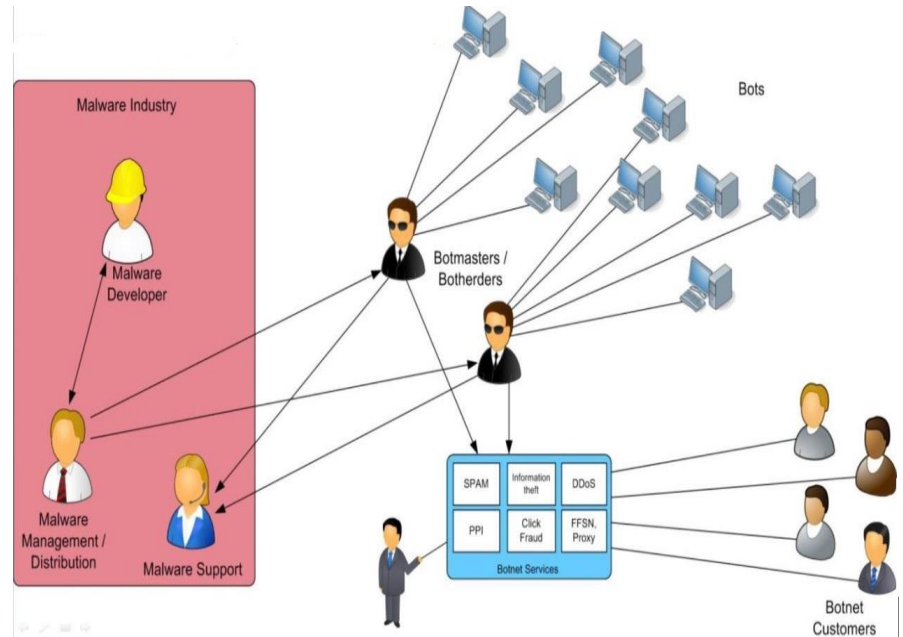 Malware Industry
Malware
Developer
Malware
Management /
Distribution
Malware Support
Botmasters /
Botherders
Bots
SPAM
Information
theft
DDoS
PPI
Click
Fraud
FFSN,
Proxy
Botnet Services
Botnet
Customers